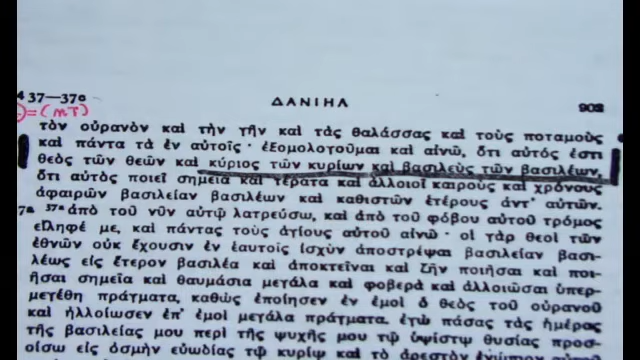 4 37—37a ΔΑΝΙΗΛ 903
=(MT)
τὸν οὐρανὸν καὶ τὴν γῆν καὶ τὰς θαλάσσας καὶ τοὺς ποταμοὺς
καὶ πάντα τὰ ἐν αὐτοῖς· ἐξομολογοῦμαι καὶ αἰνῶ, ὅτι αὐτός ἐστι
θεὸς τῶν θεῶν καὶ κύριος τῶν κυρίων καὶ βασιλεὺς τῶν βασιλέων,
ὅτι αὐτὸς ποιεῖ σημεῖα καὶ τέρατα καὶ ἀλλοιοῖ καιροὺς καὶ χρόνους
ἀφαιρῶν βασιλείαν βασιλέων καὶ καθιστῶν ἑτέρους ἀντ᾽ αὐτῶν.
7a 37a ἀπὸ τοῦ νῦν αὐτῷ λατρεύσω, καὶ ἀπὸ τοῦ φόβου αὐτοῦ τρόμος
εἴληφέ με, καὶ πάντας τοὺς ἁγίους αὐτοῦ αἰνῶ· οἱ γὰρ θεοὶ τῶν
ἐθνῶν οὐκ ἔχουσιν ἐν ἑαυτοῖς ἰσχὺν ἀποστρέψαι βασιλείαν βασι-
λέως εἰς ἕτερον βασιλέα καὶ ἀποκτεῖναι καὶ ζῆν ποιῆσαι καὶ ποι-
ῆσαι σημεῖα καὶ θαυμάσια μεγάλα καὶ φοβερὰ καὶ ἀλλοιῶσαι ὑπερ-
μεγέθη πράγματα, καθὼς ἐποίησεν ἐν ἐμοὶ ὁ θεὸς τοῦ οὐρανοῦ
καὶ ἠλλοίωσεν ἐπ᾽ ἐμοὶ μεγάλα πράγματα. ἐγὼ πάσας τὰς ἡμέρας
τῆς βασιλείας μου περὶ τῆς ψυχῆς μου τῷ ὑψίστῳ θυσίας προσ-
οίσω εἰς ὀσμὴν εὐωδίας τῷ κυρίῳ καὶ τὸ ἀρεστὸν ἐνώπιον